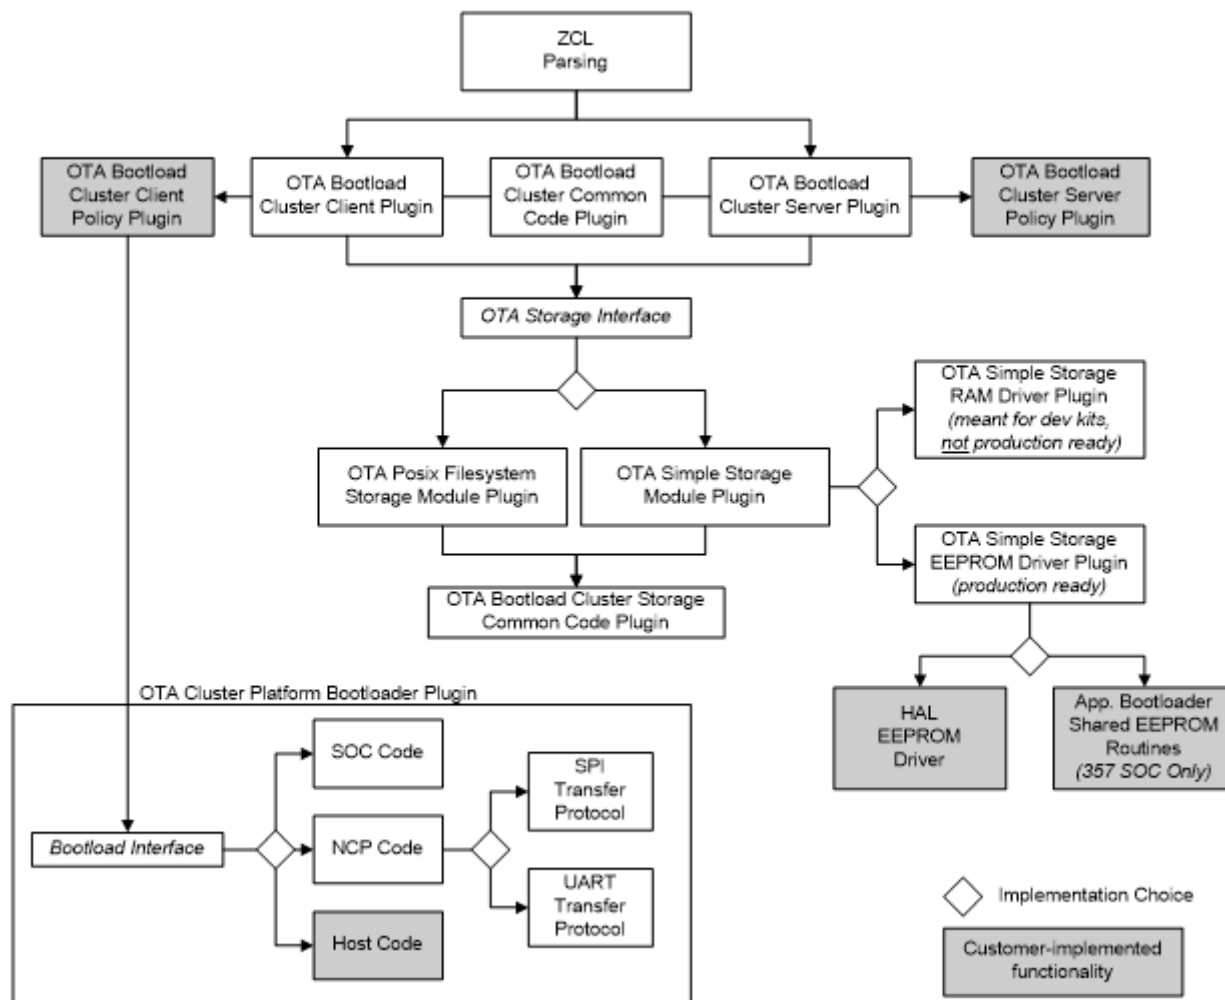 ZCL
Parsing
OTA Bootload
Cluster Client
Policy Plugin
OTA Bootload
Cluster Client Plugin
OTA Bootload
Cluster Common
Code Plugin
OTA Bootload
Cluster Server Plugin
OTA Bootload
Cluster Server
Policy Plugin
OTA Storage Interface
OTA Simple Storage
RAM Driver Plugin
(meant for dev kits,
not production ready)
OTA Posix Filesystem
Storage Module Plugin
OTA Simple Storage
Module Plugin
OTA Simple Storage
EEPROM Driver Plugin
(production ready)
OTA Bootload Cluster Storage
Common Code Plugin
HAL
EEPROM
Driver
App. Bootloader
Shared EEPROM
Routines
(357 SOC Only)
OTA Cluster Platform Bootloader Plugin
SOC Code
SPI
Transfer
Protocol
Bootload Interface
NCP Code
UART
Transfer
Protocol
Host Code
Implementation Choice
Customer-implemented
functionality